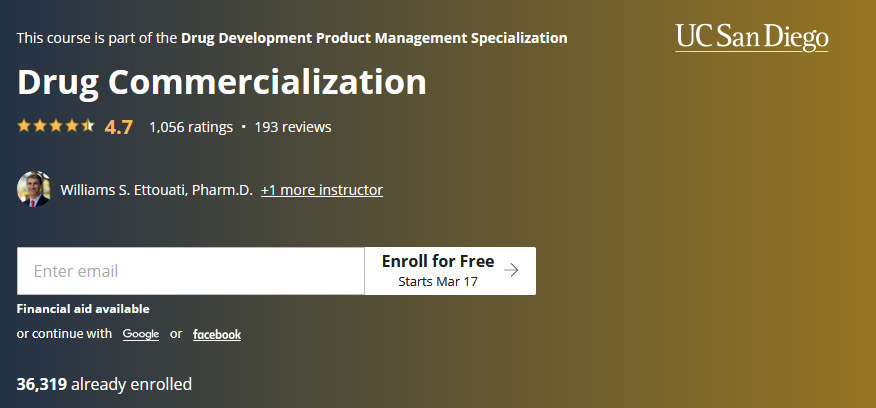 This course is part of the Drug Development Product Management Specialization
UC San Diego
Drug Commercialization
4.7 1,056 ratings • 193 reviews
Williams S. Ettouati, Pharm.D. +1 more instructor
Enter email
Enroll for Free
Starts Mar 17
Financial aid available
or continue with Google or facebook
36,319 already enrolled